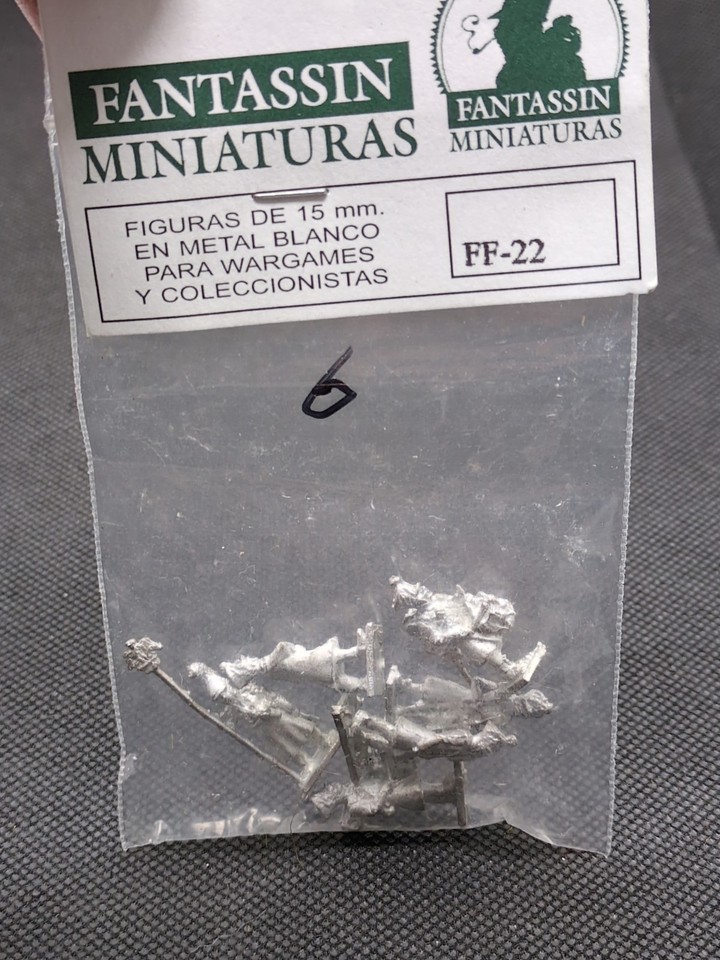 FANTASSIN
MINIATURAS
FANTASSIN
MINIATURAS
FIGURAS DE 15 mm.
EN METAL BLANCO
PARA WARGAMES
Y COLECCIONISTAS
FF-22
6